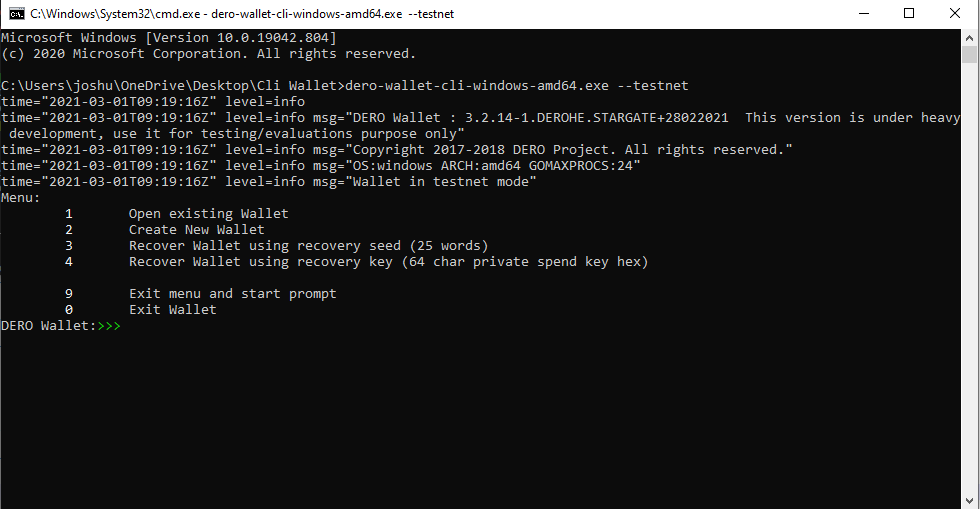 C:\Windows\System32\cmd.exe - dero-wallet-cli-windows-amd64.exe --testnet
Microsoft Windows [Version 10.0.19042.804]
(c) 2020 Microsoft Corporation. All rights reserved.
C:\Users\joshu\OneDrive\Desktop\Cli Wallet>dero-wallet-cli-windows-amd64.exe --testnet
time="2021-03-01T09:19:16Z" level=info
time="2021-03-01T09:19:16Z" level=info msg="DERO Wallet : 3.2.14-1.DEROHE.STARGATE+28022021  This version is under heavy
 development, use it for testing/evaluations purpose only"
time="2021-03-01T09:19:16Z" level=info msg="Copyright 2017-2018 DERO Project. All rights reserved."
time="2021-03-01T09:19:16Z" level=info msg="OS:windows ARCH:amd64 GOMAXPROCS:24"
time="2021-03-01T09:19:16Z" level=info msg="Wallet in testnet mode"
Menu:
1 Open existing Wallet
2 Create New Wallet
3 Recover Wallet using recovery seed (25 words)
4 Recover Wallet using recovery key (64 char private spend key hex)
9 Exit menu and start prompt
0 Exit Wallet
DERO Wallet:>>>